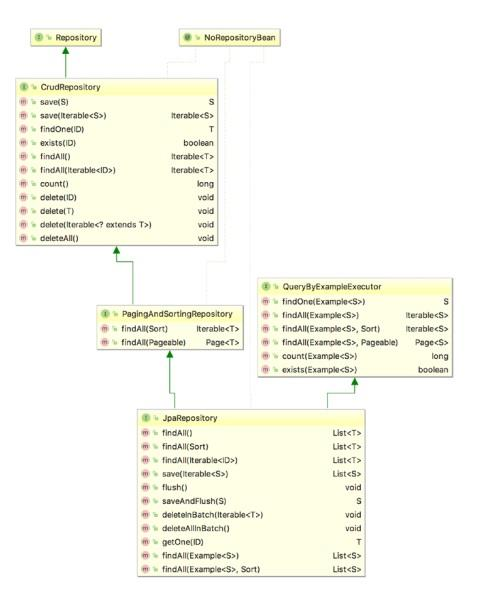 Repository
NoRepositoryBean
CrudRepository
save(S) S
save(Iterable<S>) Iterable<S>
findOne(ID) T
exists(ID) boolean
findAll() Iterable<T>
findAll(Iterable<ID>) Iterable<T>
count() long
delete(ID) void
delete(T) void
delete(Iterable<? extends T>) void
deleteAll() void
PagingAndSortingRepository
findAll(Sort) Iterable<T>
findAll(Pageable) Page<T>
QueryByExampleExecutor
findOne(Example<S>) S
findAll(Example<S>) Iterable<S>
findAll(Example<S>, Sort) Iterable<S>
findAll(Example<S>, Pageable) Page<S>
count(Example<S>) long
exists(Example<S>) boolean
JpaRepository
findAll() List<T>
findAll(Sort) List<T>
findAll(Iterable<ID>) List<T>
save(Iterable<S>) List<S>
flush() void
saveAndFlush(S) S
deleteInBatch(Iterable<T>) void
deleteAllInBatch() void
getOne(ID) T
findAll(Example<S>) List<S>
findAll(Example<S>, Sort) List<S>